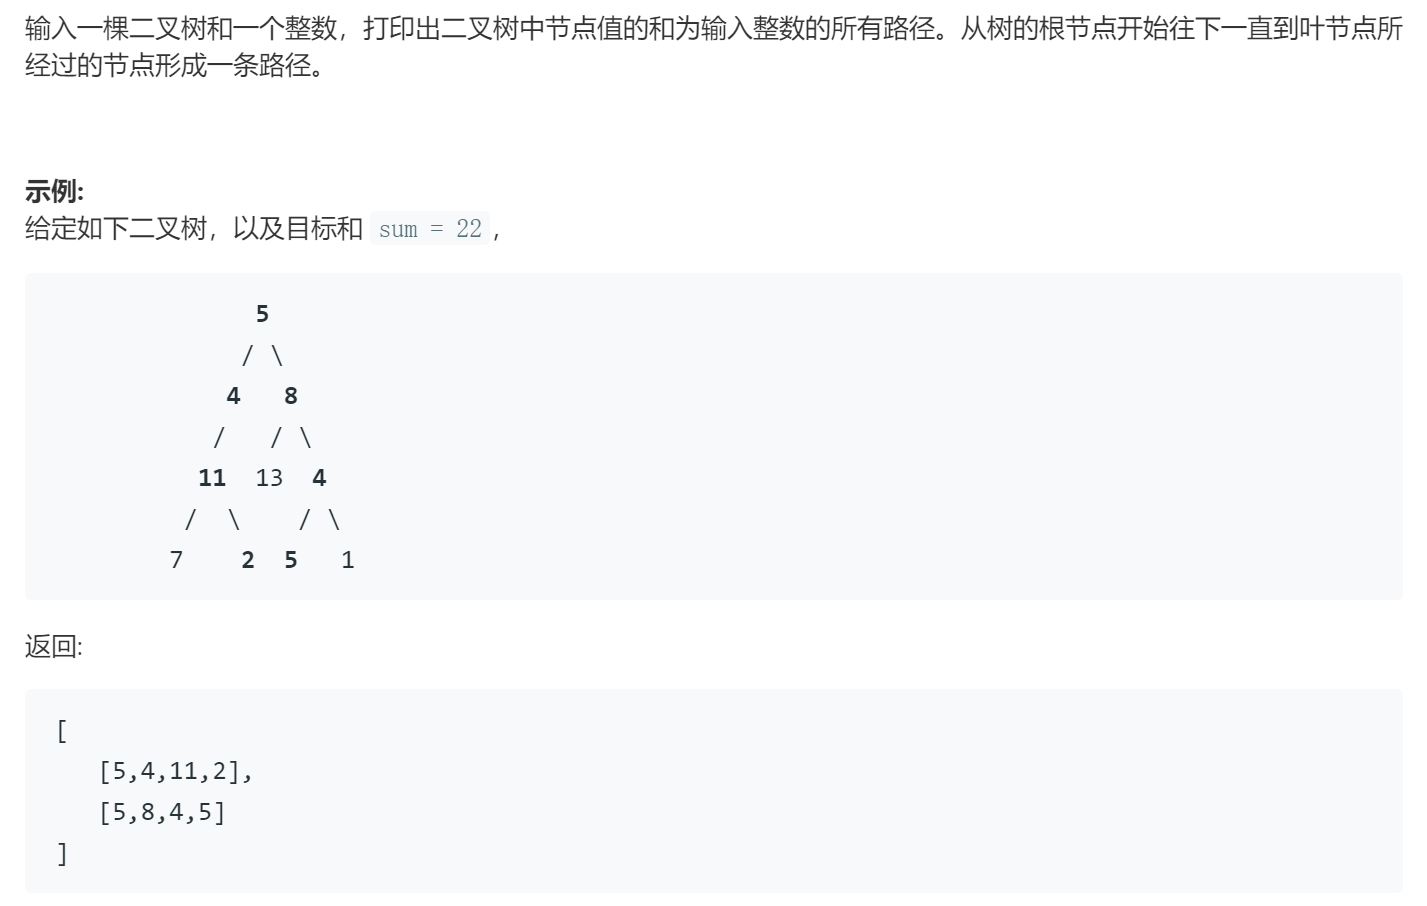 输入一棵二叉树和一个整数，打印出二叉树中节点值的和为输入整数的所有路径。从树的根节点开始往下一直到叶节点所
经过的节点形成一条路径。
示例:
给定如下二叉树，以及目标和 sum = 22，
5
/ \
4 8
/ / \
11 13 4
/ \ / \
7 2 5 1
返回:
[
[5,4,11,2],
[5,8,4,5]
]